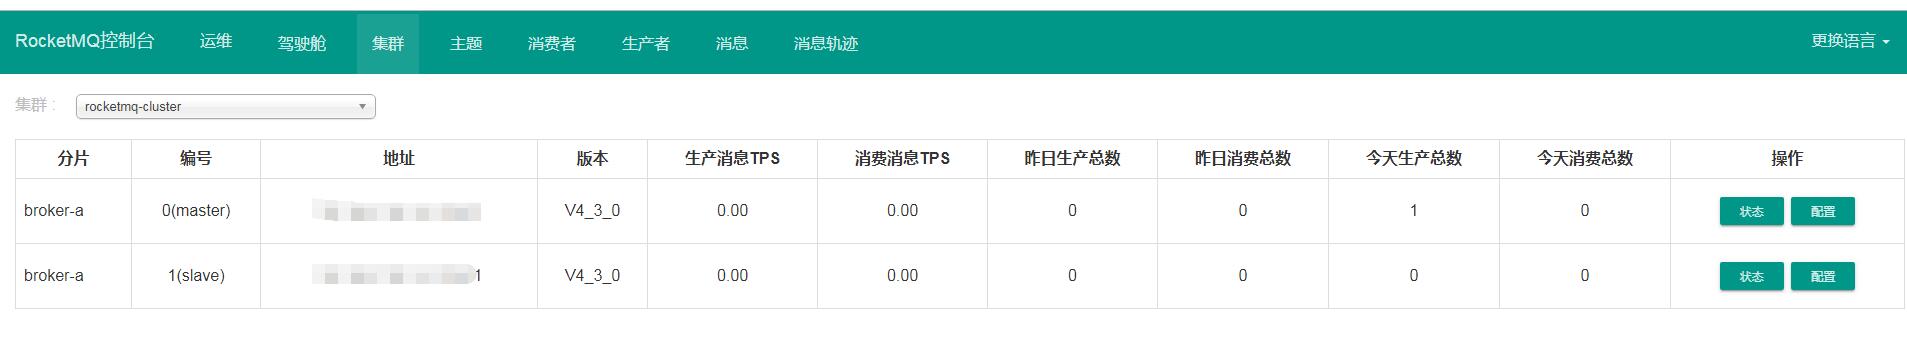 RocketMQ控制台 运维 驾驶舱 集群 主题 消费者 生产者 消息 消息轨迹 更换语言
集群 : rocketmq-cluster
分片 编号 地址 版本 生产消息TPS 消费消息TPS 昨日生产总数 昨日消费总数 今天生产总数 今天消费总数 操作
broker-a 0(master) V4_3_0 0.00 0.00 0 0 1 0 状态 配置
broker-a 1(slave) 1 V4_3_0 0.00 0.00 0 0 0 0 状态 配置